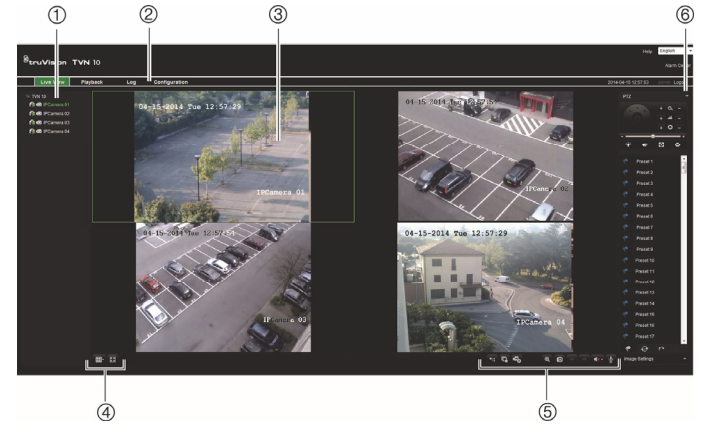 ① ② ③ ⑥
Help English
truVision TVN 10
Alarm Center
Live View Playback Log Configuration
2014-04-15 12:57:53
TVN 10
IPCamera 01
IPCamera 02
IPCamera 03
IPCamera 04
04-15-2014 Tue 12:57:29
IPCamera 01
04-15-2014 Tue 12:57:29
IPCamera 02
04-15-2014 Tue 12:57:
IPCamera 03
04-15-2014 Tue 12:57:29
IPCamera 04
PTZ
Preset 1
Preset 2
Preset 3
Preset 4
Preset 5
Preset 6
Preset 7
Preset 8
Preset 9
Preset 10
Preset 11
Preset 13
Preset 14
Preset 15
Preset 16
Preset 17
Image Settings
④ ⑤